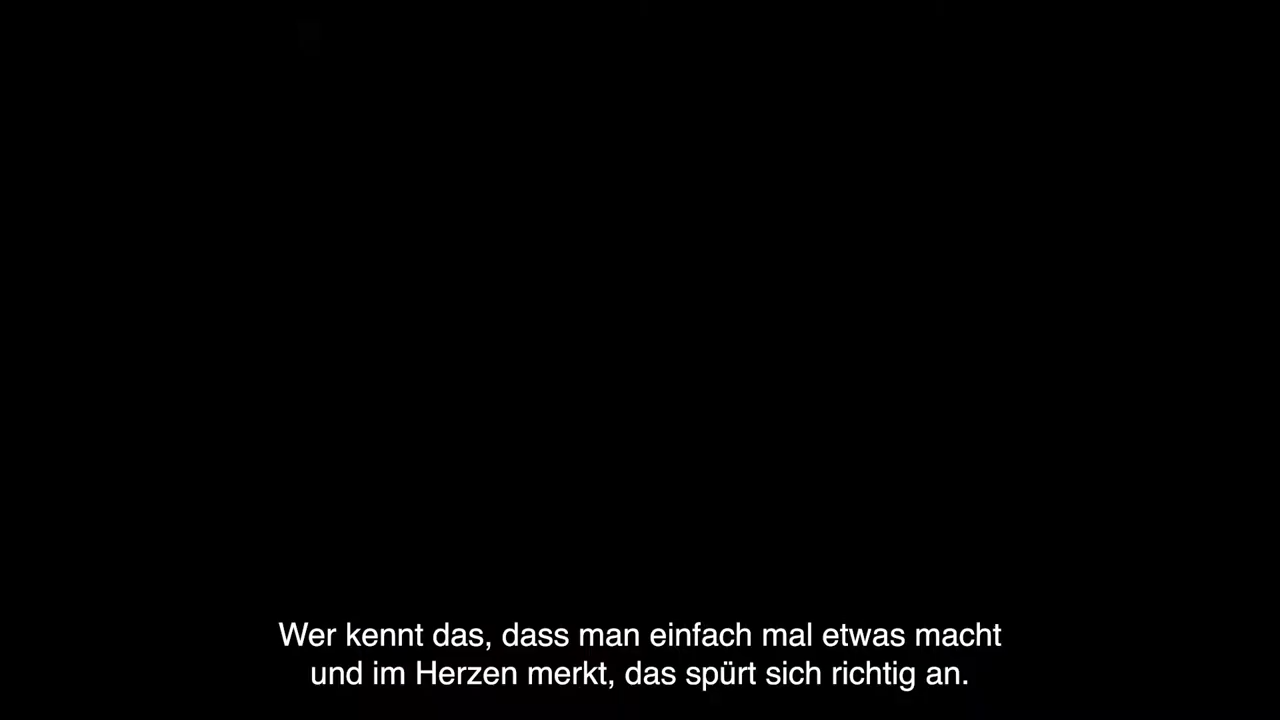 Wer kennt das, dass man einfach mal etwas macht
und im Herzen merkt, das spürt sich richtig an.